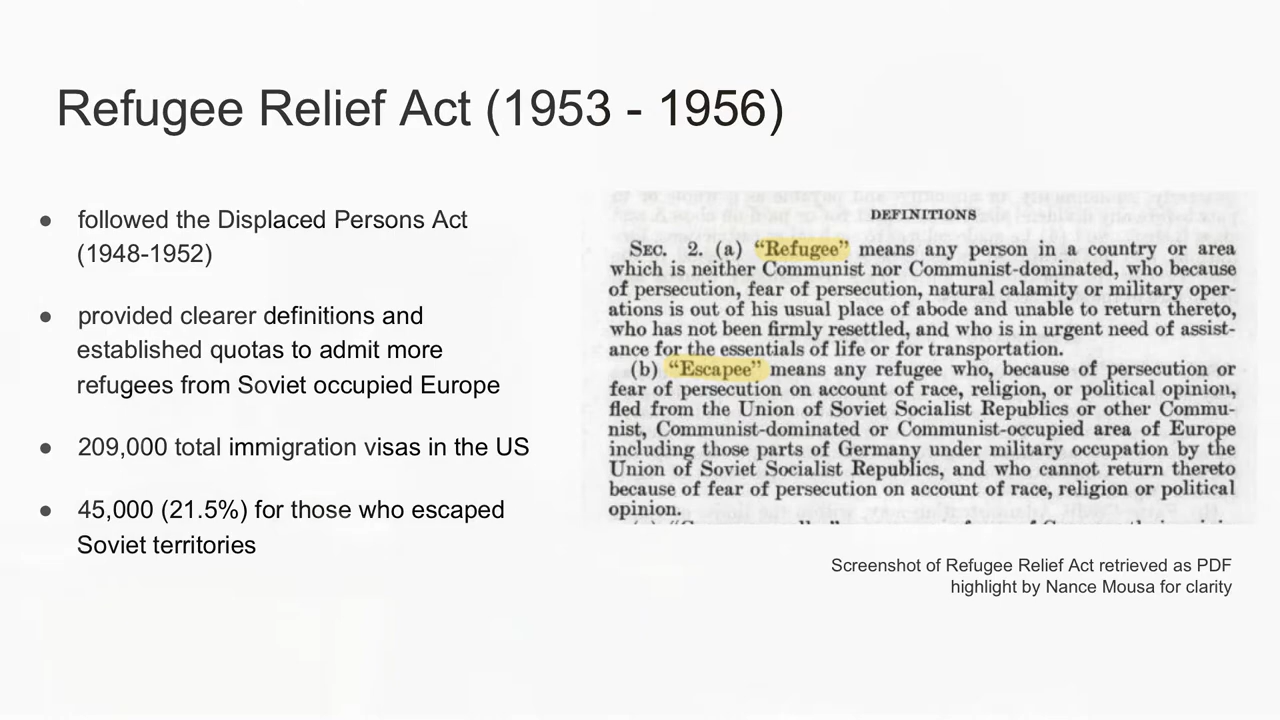 Refugee Relief Act (1953 - 1956)
● followed the Displaced Persons Act
(1948-1952)
● provided clearer definitions and
established quotas to admit more
refugees from Soviet occupied Europe
● 209,000 total immigration visas in the US
● 45,000 (21.5%) for those who escaped
Soviet territories
DEFINITIONS
SEC. 2. (a) “Refugee” means any person in a country or area
which is neither Communist nor Communist-dominated, who because
of persecution, fear of persecution, natural calamity or military oper-
ations is out of his usual place of abode and unable to return thereto,
who has not been firmly resettled, and who is in urgent need of assist-
ance for the essentials of life or for transportation.
(b) “Escapee” means any refugee who, because of persecution or
fear of persecution on account of race, religion, or political opinion,
fled from the Union of Soviet Socialist Republics or other Commu-
nist, Communist-dominated or Communist-occupied area of Europe
including those parts of Germany under military occupation by the
Union of Soviet Socialist Republics, and who cannot return thereto
because of fear of persecution on account of race, religion or political
opinion.
Screenshot of Refugee Relief Act retrieved as PDF
highlight by Nance Mousa for clarity